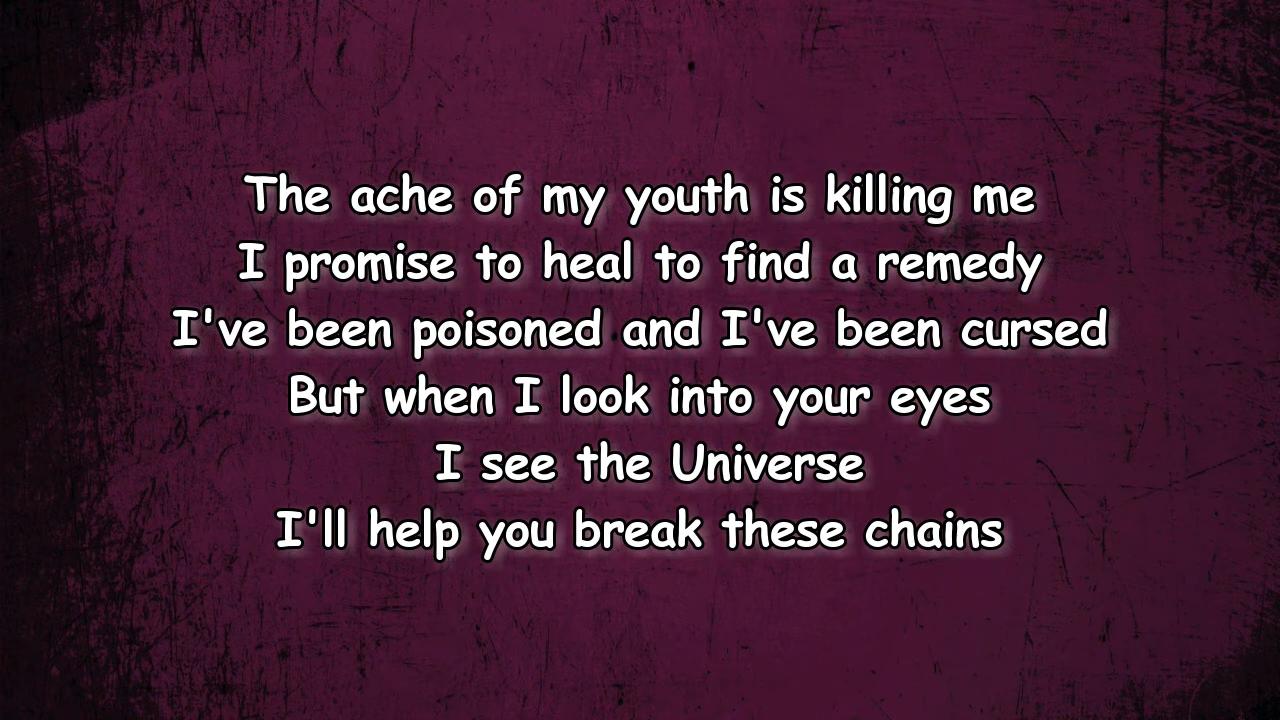 The ache of my youth is killing me
I promise to heal to find a remedy
I've been poisoned and I've been cursed
But when I look into your eyes
I see the Universe
I'll help you break these chains